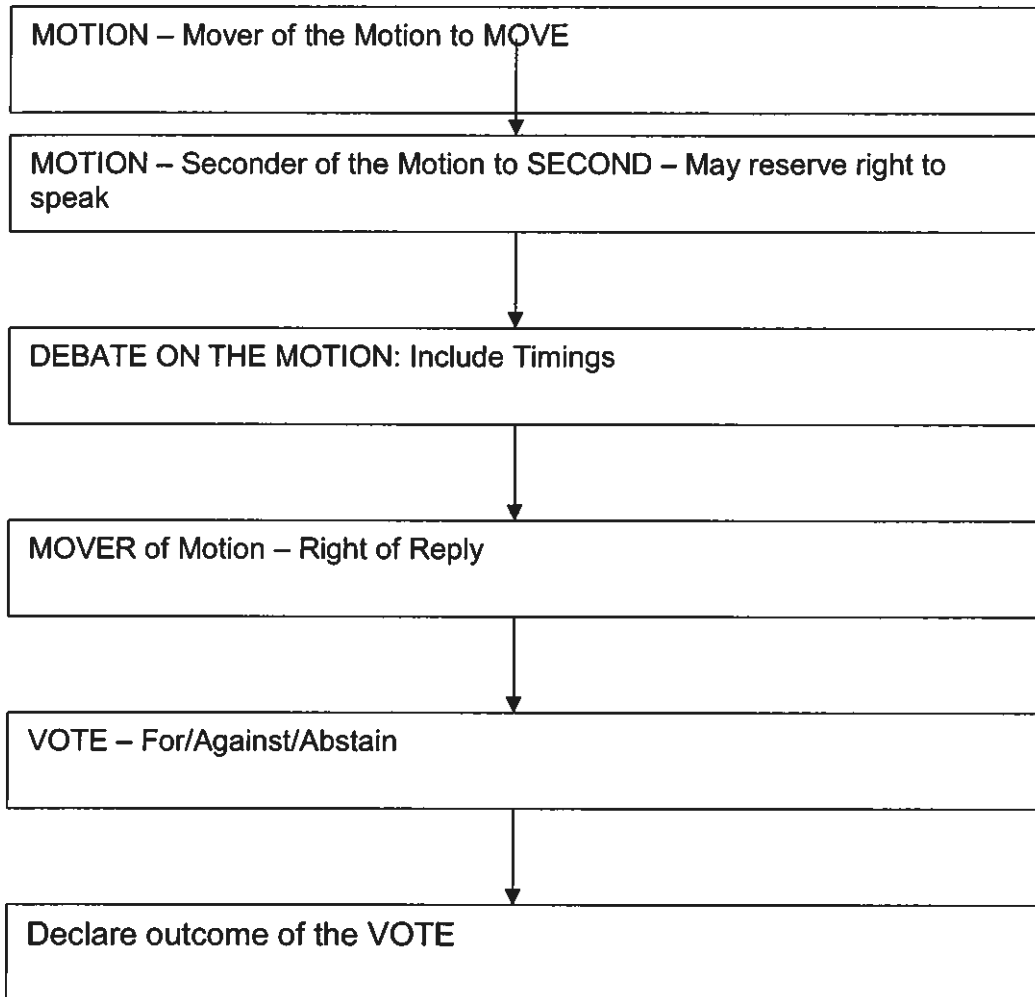 MOTION – Mover of the Motion to MOVE
MOTION – Seconder of the Motion to SECOND – May reserve right to
speak
DEBATE ON THE MOTION: Include Timings
MOVER of Motion – Right of Reply
VOTE – For/Against/Abstain
Declare outcome of the VOTE